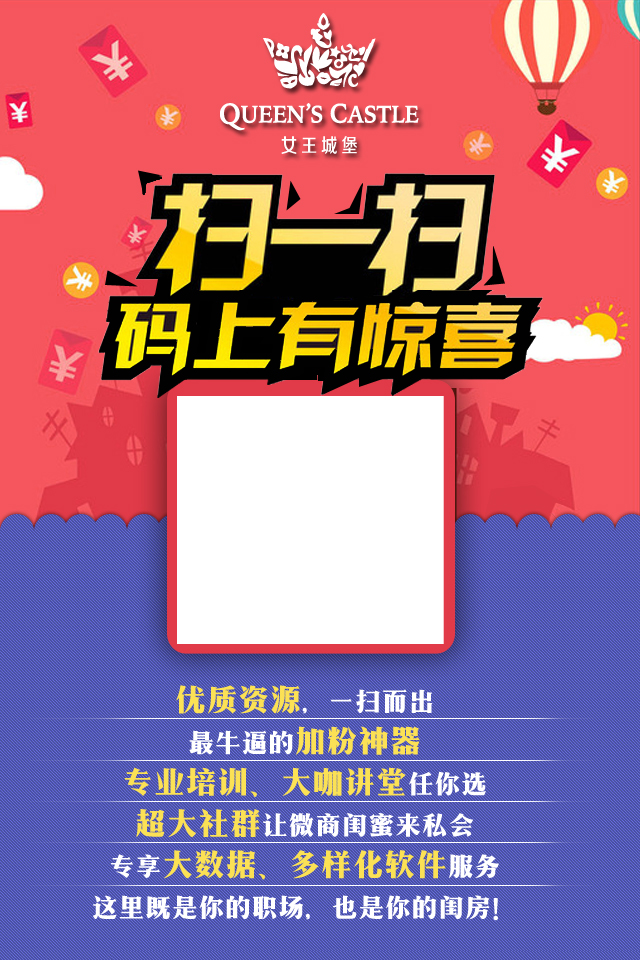 QUEEN'S CASTLE
女王城堡
扫一扫
码上有惊喜
优质资源，一扫而出
最牛逼的加粉神器
专业培训、大咖讲堂任你选
超大社群让微商闺蜜来私会
专享大数据、多样化软件服务
这里既是你的职场，也是你的闺房！